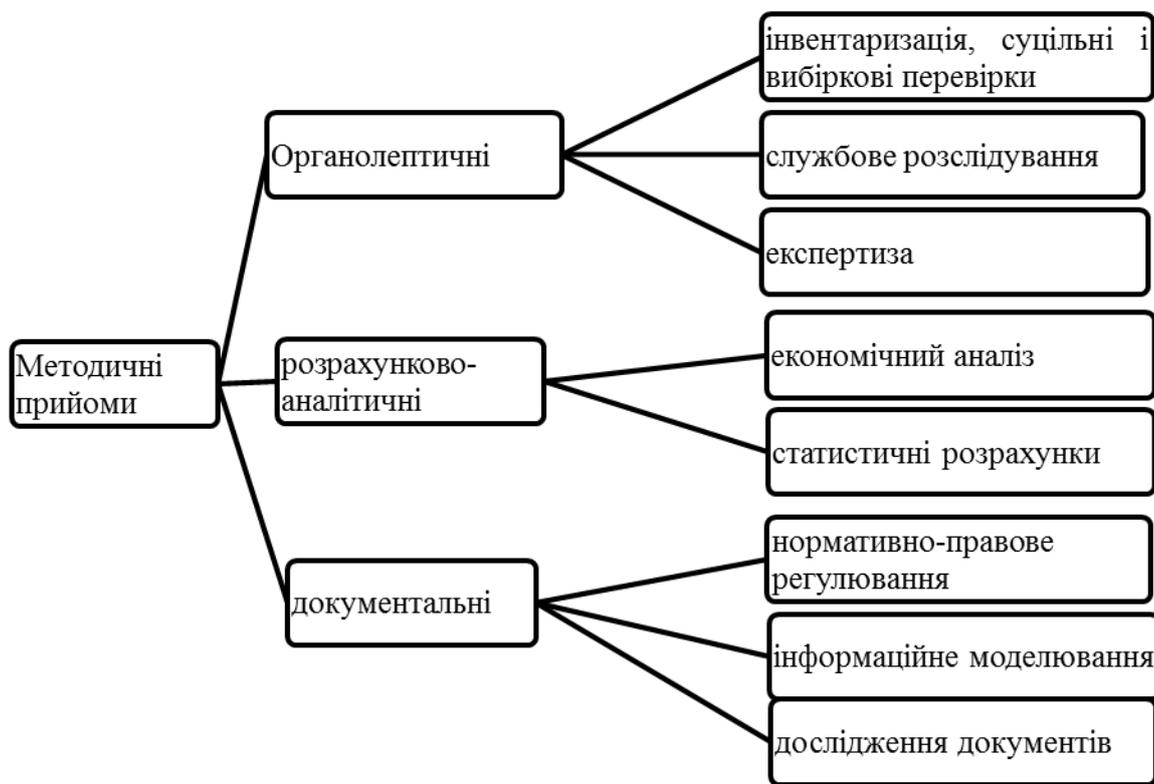 Методичні
прийоми
Органолептичні
інвентаризація, суцільні і
вибіркові перевірки
службове розслідування
експертиза
розрахунково-
аналітичні
економічний аналіз
статистичні розрахунки
документальні
нормативно-правове
регулювання
інформаційне моделювання
дослідження документів